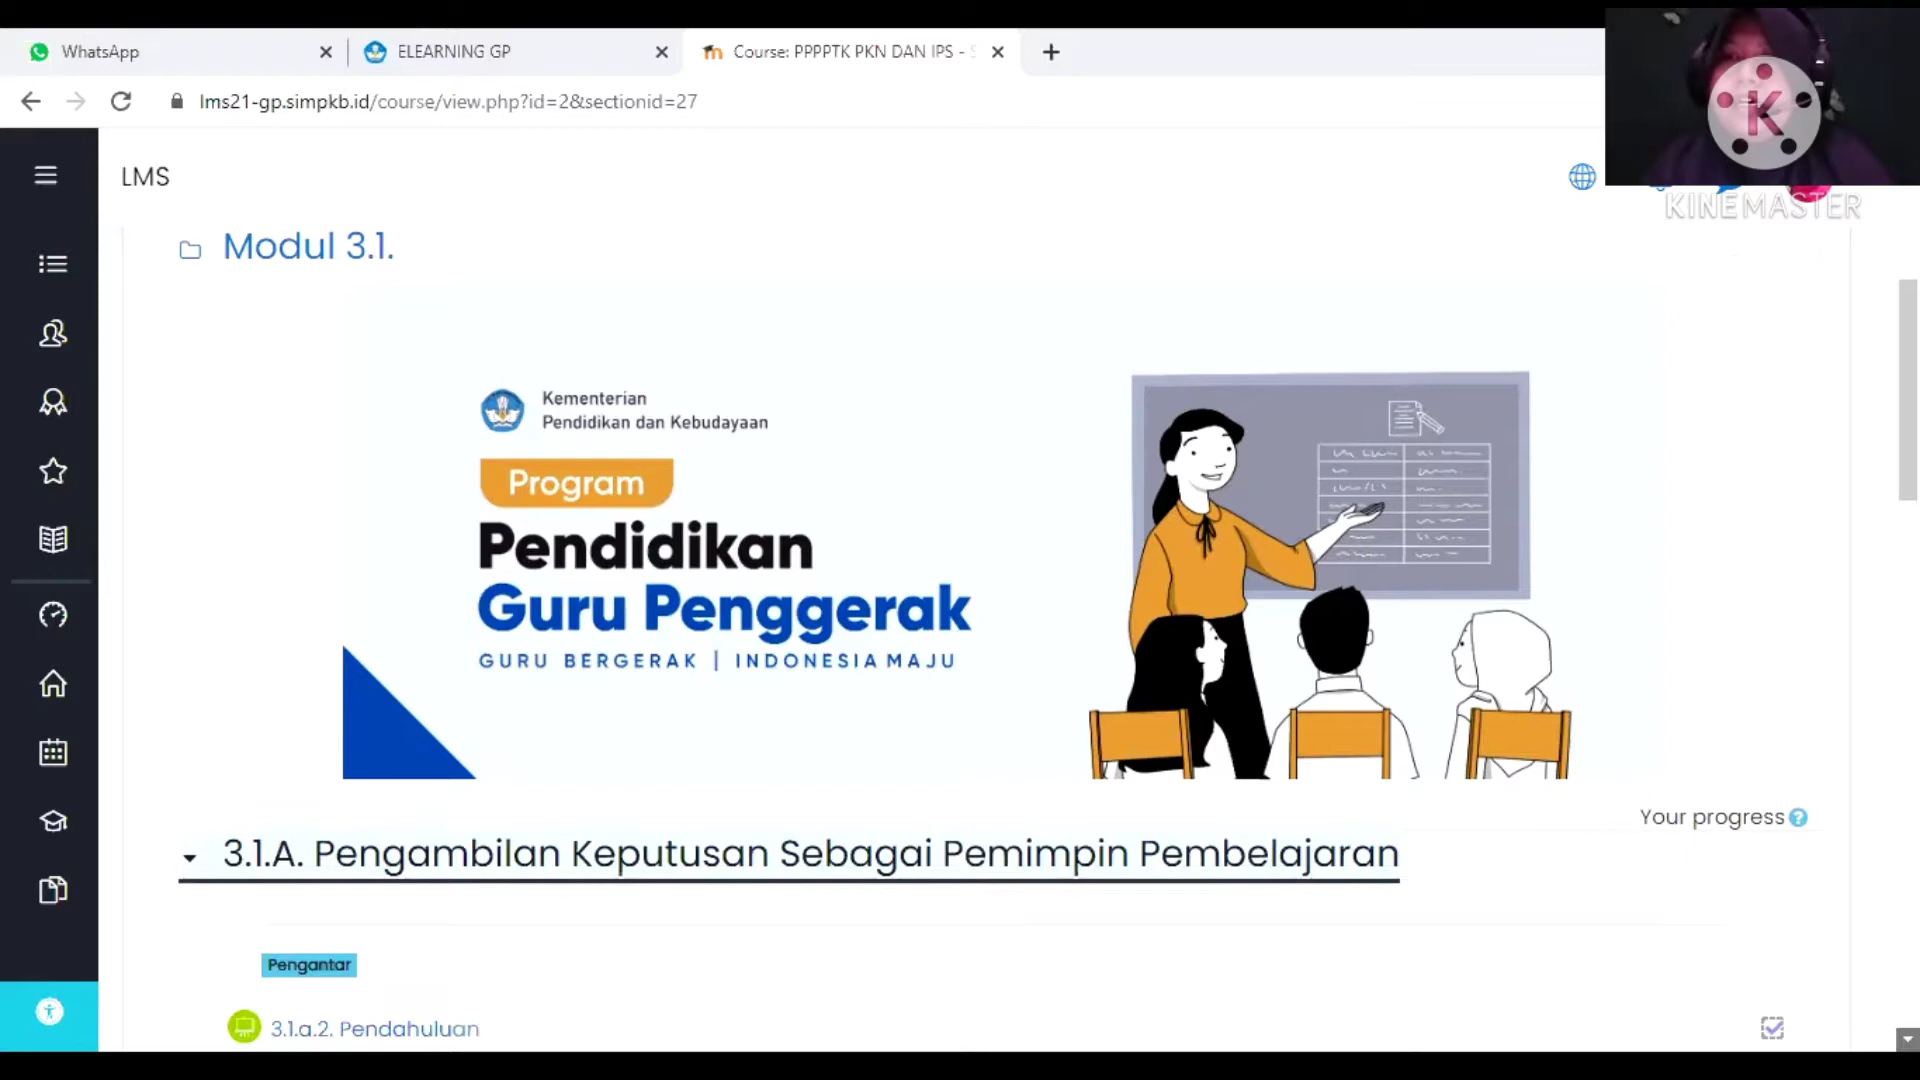 WhatsApp
ELEARNING GP
Course: PPPPTK PKN DAN IPS -
lms21-gp.simpkb.id/course/view.php?id=2&sectionid=27
K
KINEMASTER
LMS
Modul 3.1.
Kementerian
Pendidikan dan Kebudayaan
Program
Pendidikan
Guru Penggerak
GURU BERGERAK | INDONESIA MAJU
Your progress
3.1.A. Pengambilan Keputusan Sebagai Pemimpin Pembelajaran
Pengantar
3.1.a.2. Pendahuluan